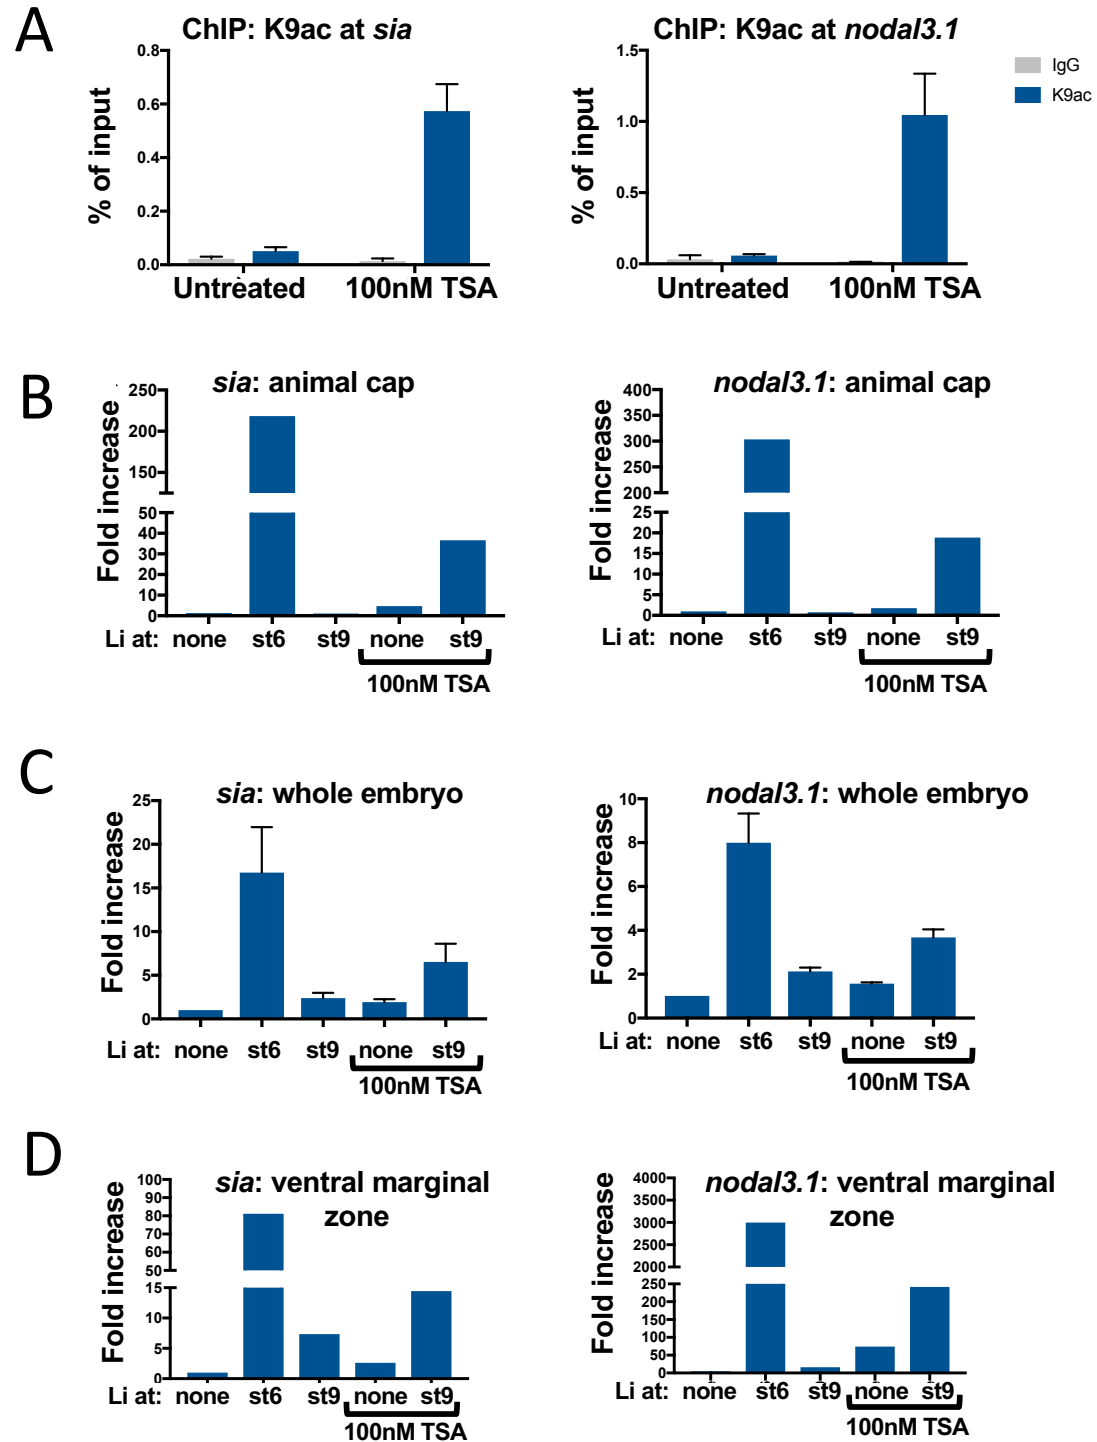 A
ChIP: K9ac at sia
% of input
0.8
0.6
0.4
0.2
0.0
Untreated 100nM TSA
ChIP: K9ac at nodal3.1
% of input
1.5
1.0
0.5
0.0
Untreated 100nM TSA
IgG
K9ac
B
sia: animal cap
Fold increase
250
200
150
50
40
30
20
10
0
Li at: none st6 st9 none st9
100nM TSA
nodal3.1: animal cap
Fold increase
400
350
300
250
200
25
20
15
10
5
0
Li at: none st6 st9 none st9
100nM TSA
C
sia: whole embryo
Fold increase
25
20
15
10
5
0
Li at: none st6 st9 none st9
100nM TSA
nodal3.1: whole embryo
Fold increase
10
8
6
4
2
0
Li at: none st6 st9 none st9
100nM TSA
D
sia: ventral marginal
zone
Fold increase
100
90
80
70
60
50
15
10
5
0
Li at: none st6 st9 none st9
100nM TSA
nodal3.1: ventral marginal
zone
Fold increase
4000
3500
3000
2500
2000
250
200
150
100
50
0
Li at: none st6 st9 none st9
100nM TSA